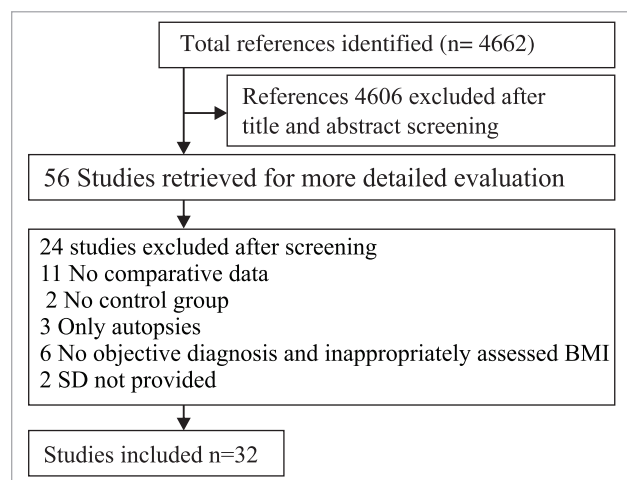 Total references identified (n= 4662)
References 4606 excluded after
title and abstract screening
56 Studies retrieved for more detailed evaluation
24 studies excluded after screening
11 No comparative data
2 No control group
3 Only autopsies
6 No objective diagnosis and inappropriately assessed BMI
2 SD not provided
Studies included n=32